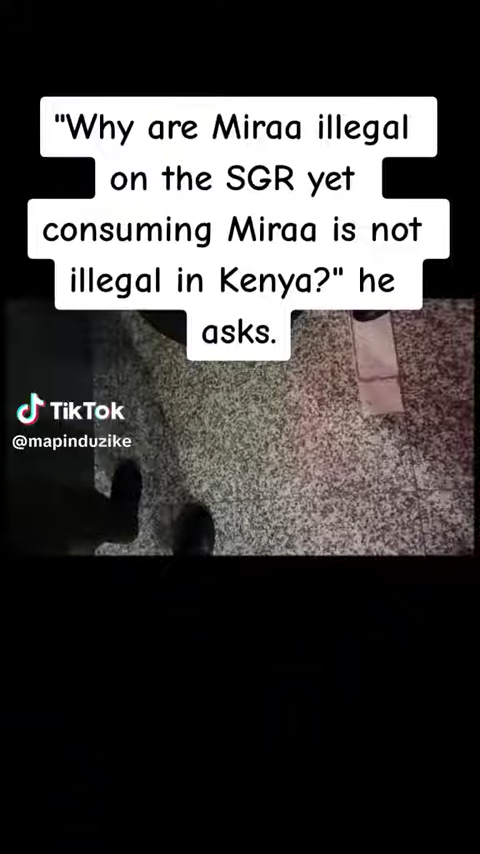 "Why are Miraa illegal
on the SGR yet
consuming Miraa is not
illegal in Kenya?" he
asks.
TikTok
@mapinduzike